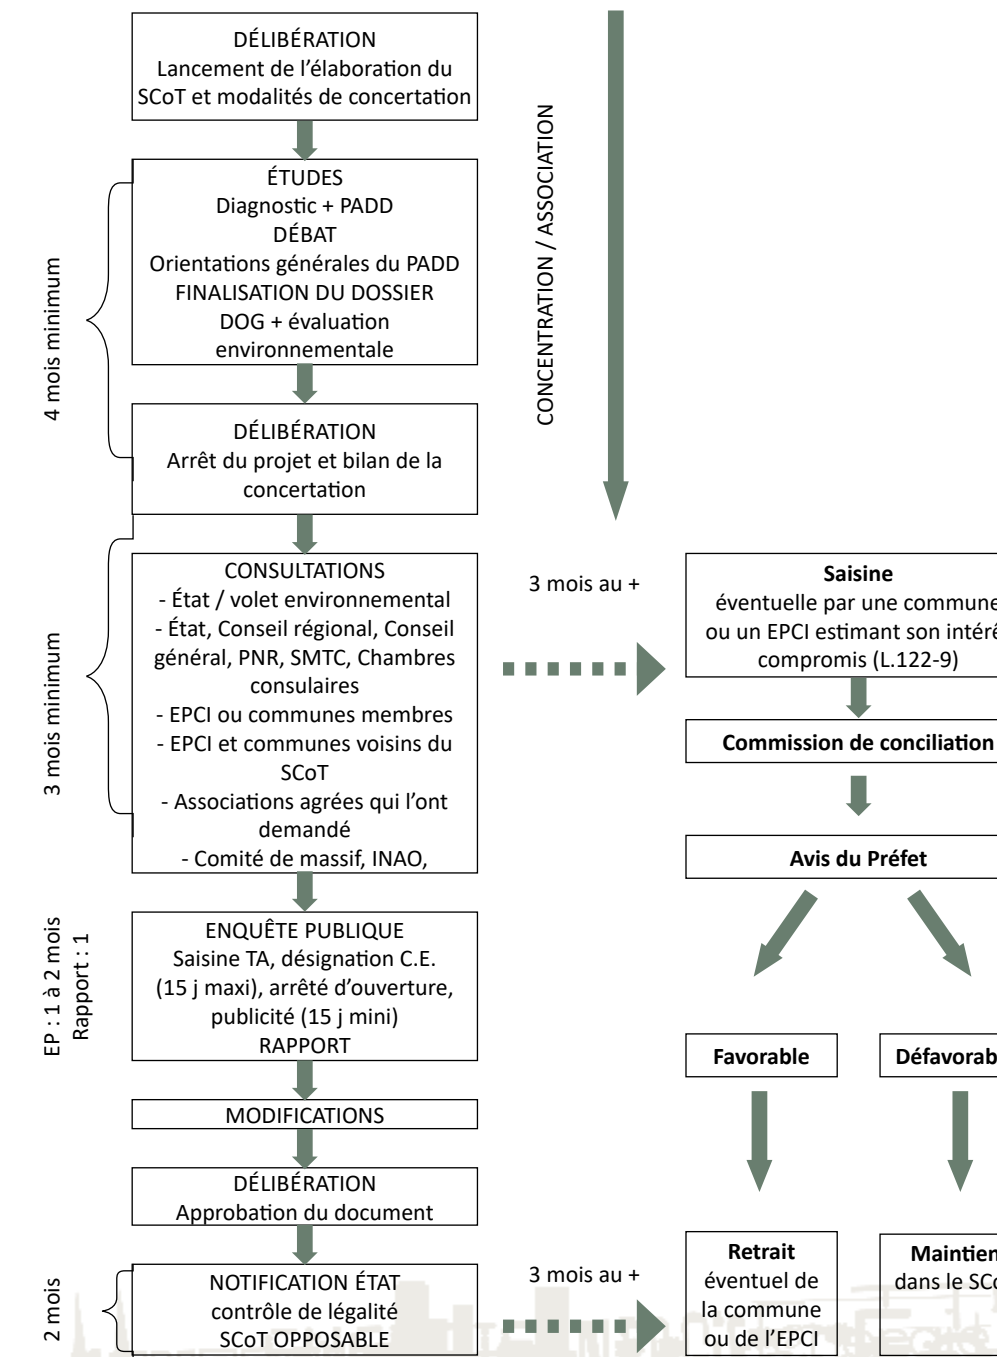 DÉLIBÉRATION
Lancement de l’élaboration du
SCoT et modalités de concertation
4 mois minimum
ÉTUDES
Diagnostic + PADD
DÉBAT
Orientations générales du PADD
FINALISATION DU DOSSIER
DOG + évaluation
environnementale
DÉLIBÉRATION
Arrêt du projet et bilan de la
concertation
CONCENTRATION / ASSOCIATION
3 mois minimum
CONSULTATIONS
- État / volet environnemental
- État, Conseil régional, Conseil
général, PNR, SMTC, Chambres
consulaires
- EPCI ou communes membres
- EPCI et communes voisins du
SCoT
- Associations agrées qui l’ont
demandé
- Comité de massif, INAO,
3 mois au +
Saisine
éventuelle par une commune
ou un EPCI estimant son intérê
compromis (L.122-9)
Commission de conciliation
Avis du Préfet
EP : 1 à 2 mois
Rapport : 1
ENQUÊTE PUBLIQUE
Saisine TA, désignation C.E.
(15 j maxi), arrêté d’ouverture,
publicité (15 j mini)
RAPPORT
Favorable
Défavorab
MODIFICATIONS
DÉLIBÉRATION
Approbation du document
2 mois
NOTIFICATION ÉTAT
contrôle de légalité
SCoT OPPOSABLE
3 mois au +
Retrait
éventuel de
la commune
ou de l’EPCI
Maintien
dans le SCo